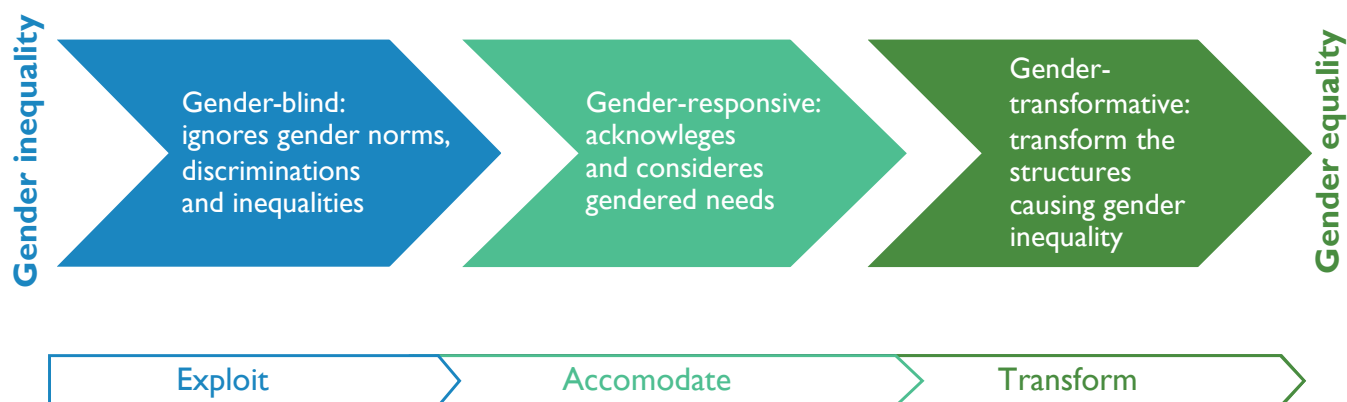 Gender inequality
Gender-blind:
ignores gender norms,
discriminations
and inequalities
Gender-responsive:
acknowleges
and consideres
gendered needs
Gender-
transformative:
transform the
structures
causing gender
inequality
Gender equality
Exploit
Accomodate
Transform